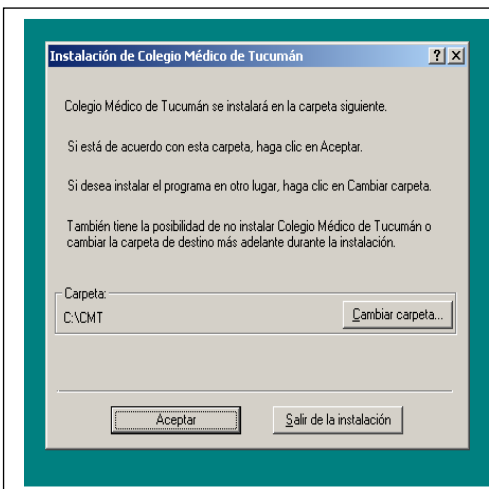 Instalación de Colegio Médico de Tucumán
Colegio Médico de Tucumán se instalará en la carpeta siguiente.
Si está de acuerdo con esta carpeta, haga clic en Aceptar.
Si desea instalar el programa en otro lugar, haga clic en Cambiar carpeta.
También tiene la posibilidad de no instalar Colegio Médico de Tucumán o
cambiar la carpeta de destino más adelante durante la instalación.
Carpeta:
C:\CMT
Cambiar carpeta...
Aceptar
Salir de la instalación